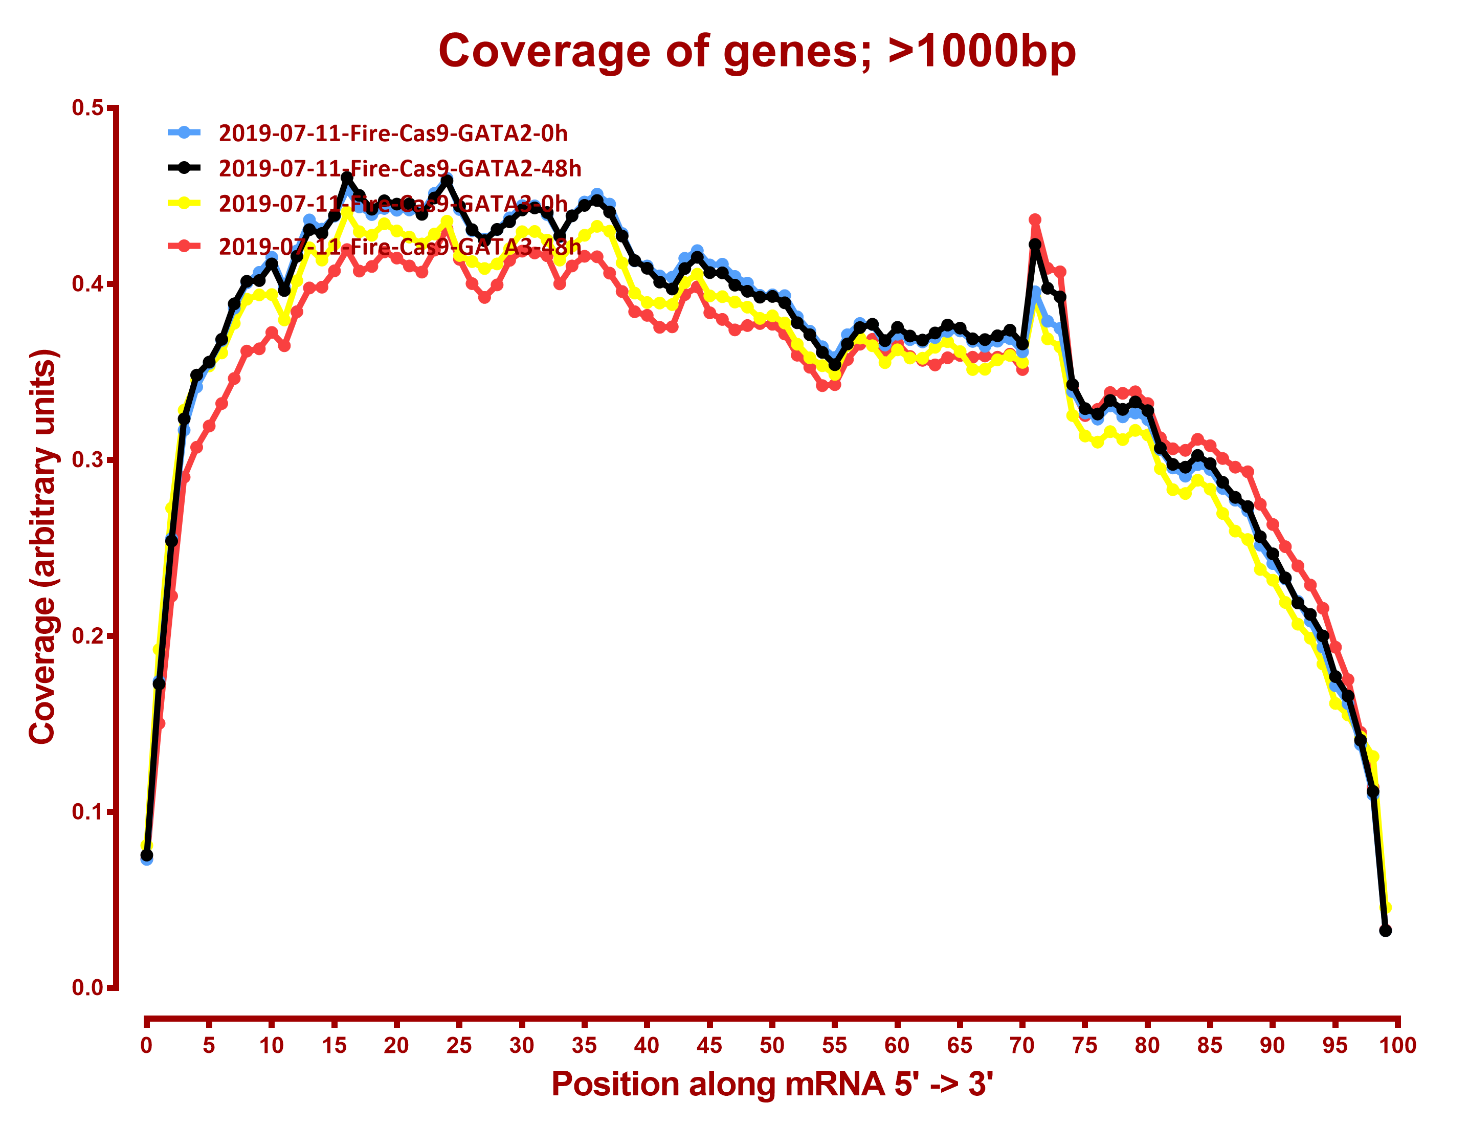 Coverage of genes; >1000bp
2019-07-11-Fire-Cas9-GATA2-0h
2019-07-11-Fire-Cas9-GATA2-48h
2019-07-11-Fire-Cas9-GATA3-0h
2019-07-11-Fire-Cas9-GATA3-48h
Coverage (arbitrary units)
0.5
0.4
0.3
0.2
0.1
0.0
0 5 10 15 20 25 30 35 40 45 50 55 60 65 70 75 80 85 90 95 100
Position along mRNA 5' -> 3'